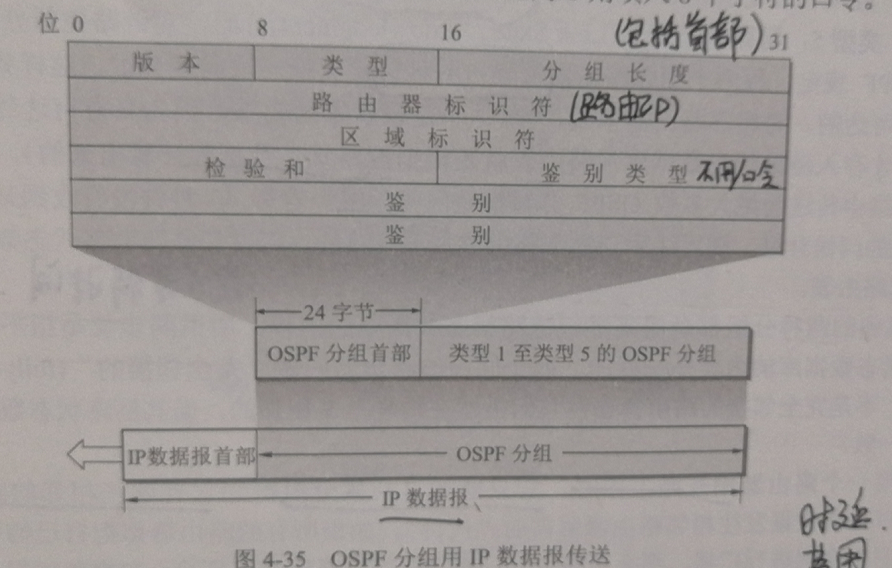 位 0 8 16 (包括首部) 31
版 本 类 型 分 组 长 度
路 由 器 标 识 符 (路由IP)
区 域 标 识 符
检 验 和 鉴 别 类 型 不用/口令
鉴 别
鉴 别
24 字节
OSPF 分组首部 类型 1 至类型 5 的 OSPF 分组
IP数据报首部 OSPF 分组
IP 数据报
时延.
图 4-35 OSPF 分组用 IP 数据报传送